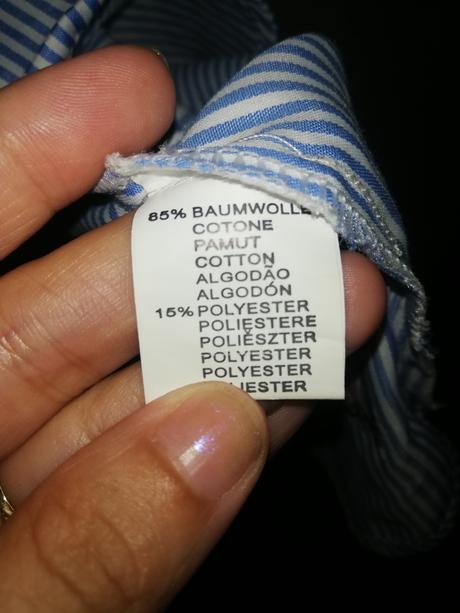 85% BAUMWOLLE
COTONE
PAMUT
COTTON
ALGODÃO
ALGODÓN
15% POLYESTER
POLIESTERE
POLIÉSZTER
POLYESTER
POLYESTER